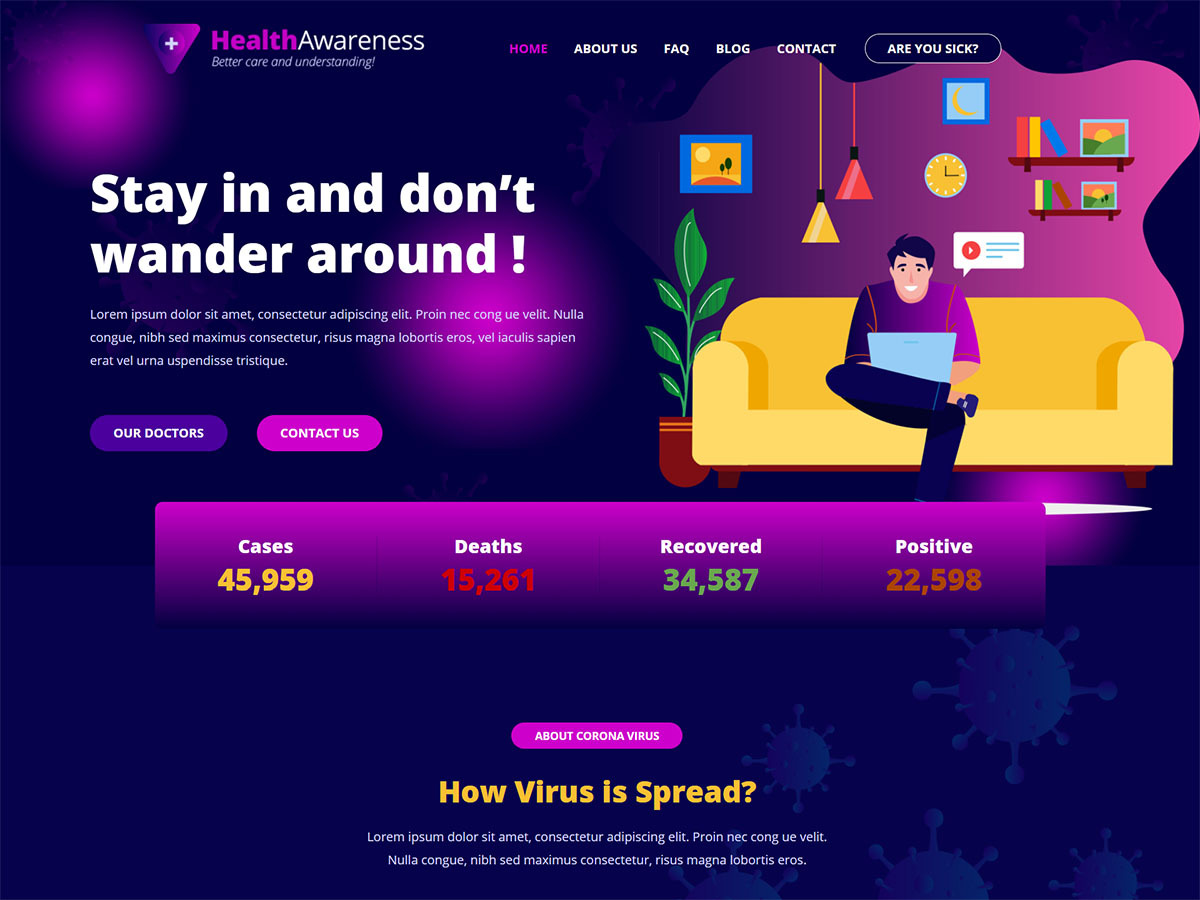 HealthAwareness
Better care and understanding!
HOME ABOUT US FAQ BLOG CONTACT ARE YOU SICK?
Stay in and don’t
wander around !
Lorem ipsum dolor sit amet, consectetur adipiscing elit. Proin nec cong ue velit. Nulla
congue, nibh sed maximus consectetur, risus magna lobortis eros, vel iaculis sapien
erat vel urna uspendisse tristique.
OUR DOCTORS CONTACT US
Cases Deaths Recovered Positive
45,959 15,261 34,587 22,598
ABOUT CORONA VIRUS
How Virus is Spread?
Lorem ipsum dolor sit amet, consectetur adipiscing elit. Proin nec cong ue velit.
Nulla congue, nibh sed maximus consectetur, risus magna lobortis eros.